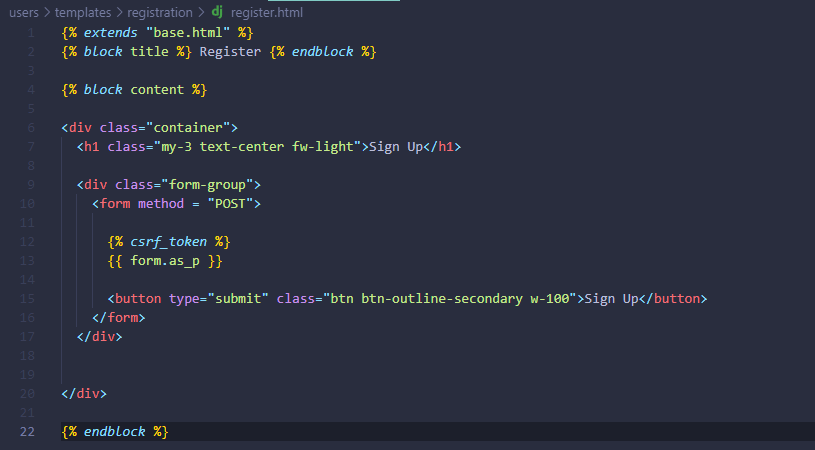 users > templates > registration > dj register.html
1 {% extends "base.html" %}
2 {% block title %} Register {% endblock %}
3
4 {% block content %}
5
6 <div class="container">
7   <h1 class="my-3 text-center fw-light">Sign Up</h1>
8
9   <div class="form-group">
10     <form method = "POST">
11
12       {% csrf_token %}
13       {{ form.as_p }}
14
15       <button type="submit" class="btn btn-outline-secondary w-100">Sign Up</button>
16     </form>
17   </div>
18
19
20 </div>
21
22 {% endblock %}